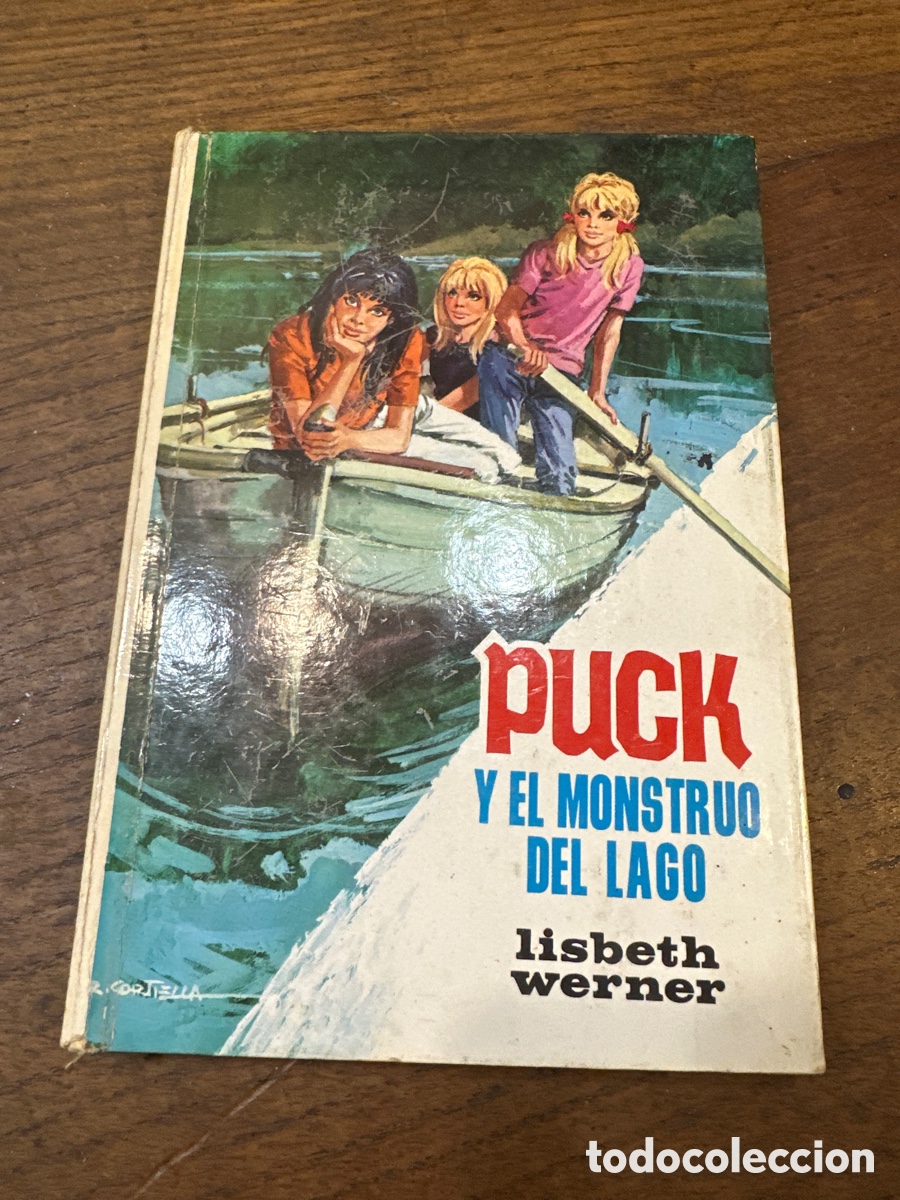 PUCK
Y EL MONSTRUO
DEL LAGO
lisbeth
werner
R. CORTIELLA
todocoleccion